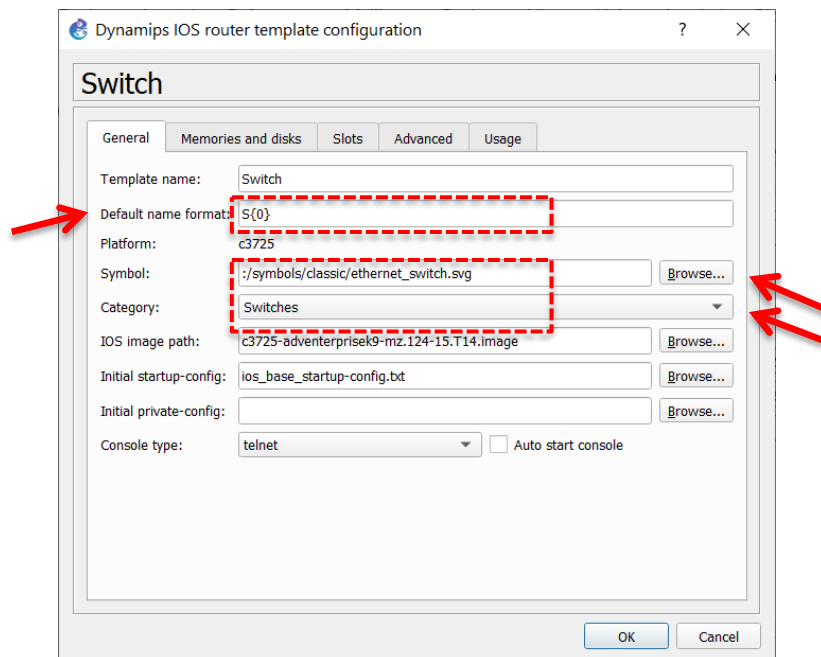 Dynamips IOS router template configuration ? ×
Switch
General Memories and disks Slots Advanced Usage
Template name: Switch
Default name format: S{0}
Platform: c3725
Symbol: :/symbols/classic/ethernet_switch.svg Browse...
Category: Switches
IOS image path: c3725-adventerprisek9-mz.124-15.T14.image Browse...
Initial startup-config: ios_base_startup-config.txt Browse...
Initial private-config: Browse...
Console type: telnet Auto start console
OK Cancel